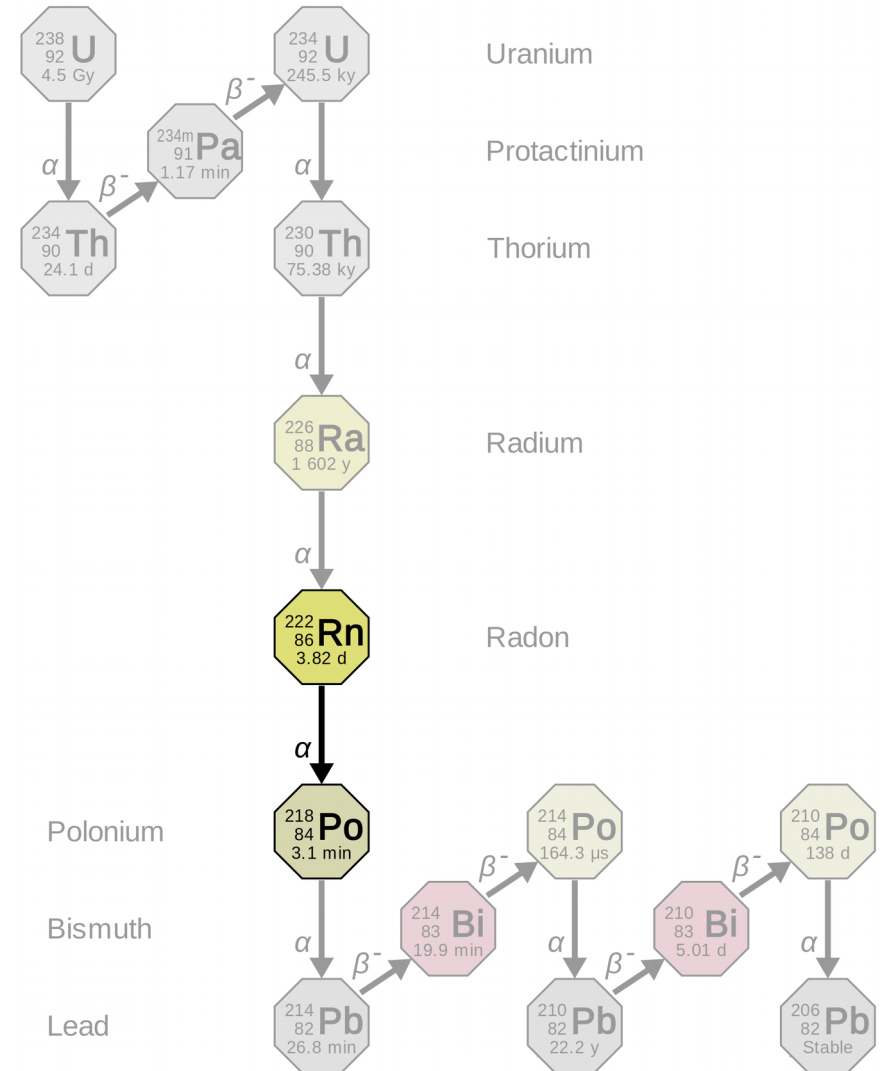 238
92 U
4.5 Gy
234
92 U
245.5 ky
Uranium
β-
234m
91 Pa
1.17 min
Protactinium
α
β-
α
234
90 Th
24.1 d
230
90 Th
75.38 ky
Thorium
α
226
88 Ra
1 602 y
Radium
α
222
86 Rn
3.82 d
Radon
α
Polonium
218
84 Po
3.1 min
214
84 Po
164.3 µs
210
84 Po
138 d
β-
β-
Bismuth
214
83 Bi
19.9 min
210
83 Bi
5.01 d
α
β-
α
β-
α
Lead
214
82 Pb
26.8 min
210
82 Pb
22.2 y
206
82 Pb
Stable